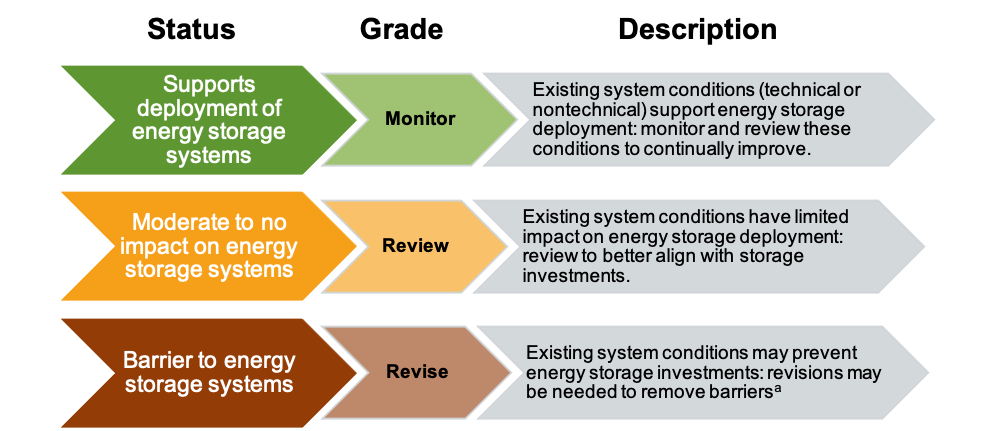 Status
Grade
Description
Supports
deployment of
energy storage
systems
Monitor
Existing system conditions (technical or
nontechnical) support energy storage
deployment: monitor and review these
conditions to continually improve.
Moderate to no
impact on energy
storage systems
Review
Existing system conditions have limited
impact on energy storage deployment:
review to better align with storage
investments.
Barrier to energy
storage systems
Revise
Existing system conditions may prevent
energy storage investments: revisions may
be needed to remove barriersᵃ